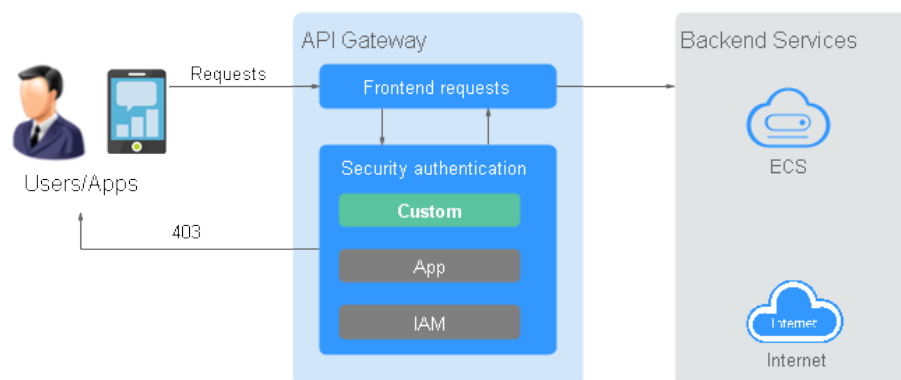 API Gateway
Backend Services
Requests
Frontend requests
Security authentication
Custom
App
IAM
Users/Apps
403
ECS
Internet
Internet